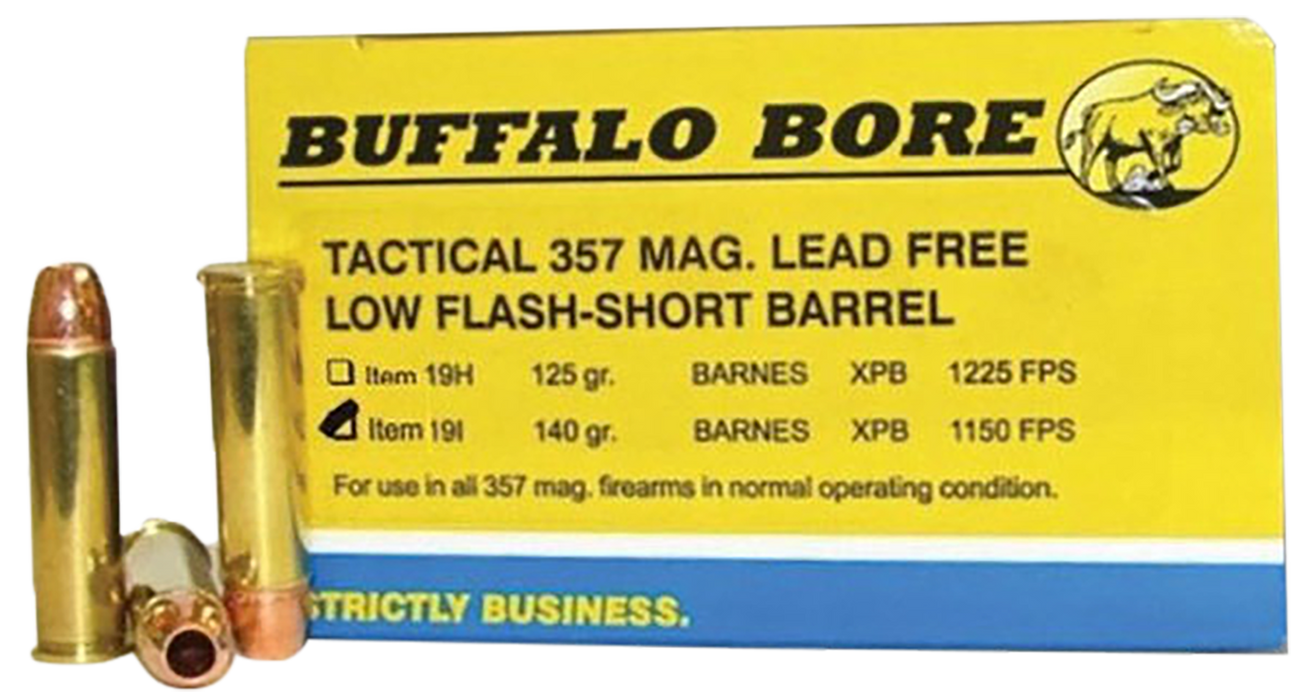 BUFFALO BORE
TACTICAL 357 MAG. LEAD FREE
LOW FLASH-SHORT BARREL
Item 19H 125 gr. BARNES XPB 1225 FPS
Item 19I 140 gr. BARNES XPB 1150 FPS
For use in all 357 mag. firearms in normal operating condition.
STRICTLY BUSINESS.